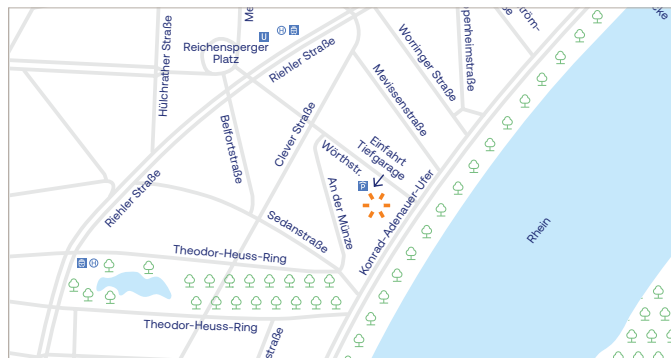 Reichensperger
Platz
U
H
Riehler Straße
Hülchrather Straße
Worringer Straße
Mevissenstraße
Belfortstraße
Clever Straße
Einfahrt
Tiefgarage
Wörthstr.
P
An der Münze
Riehler Straße
Sedanstraße
Konrad-Adenauer-Ufer
Rhein
Theodor-Heuss-Ring
H
Theodor-Heuss-Ring